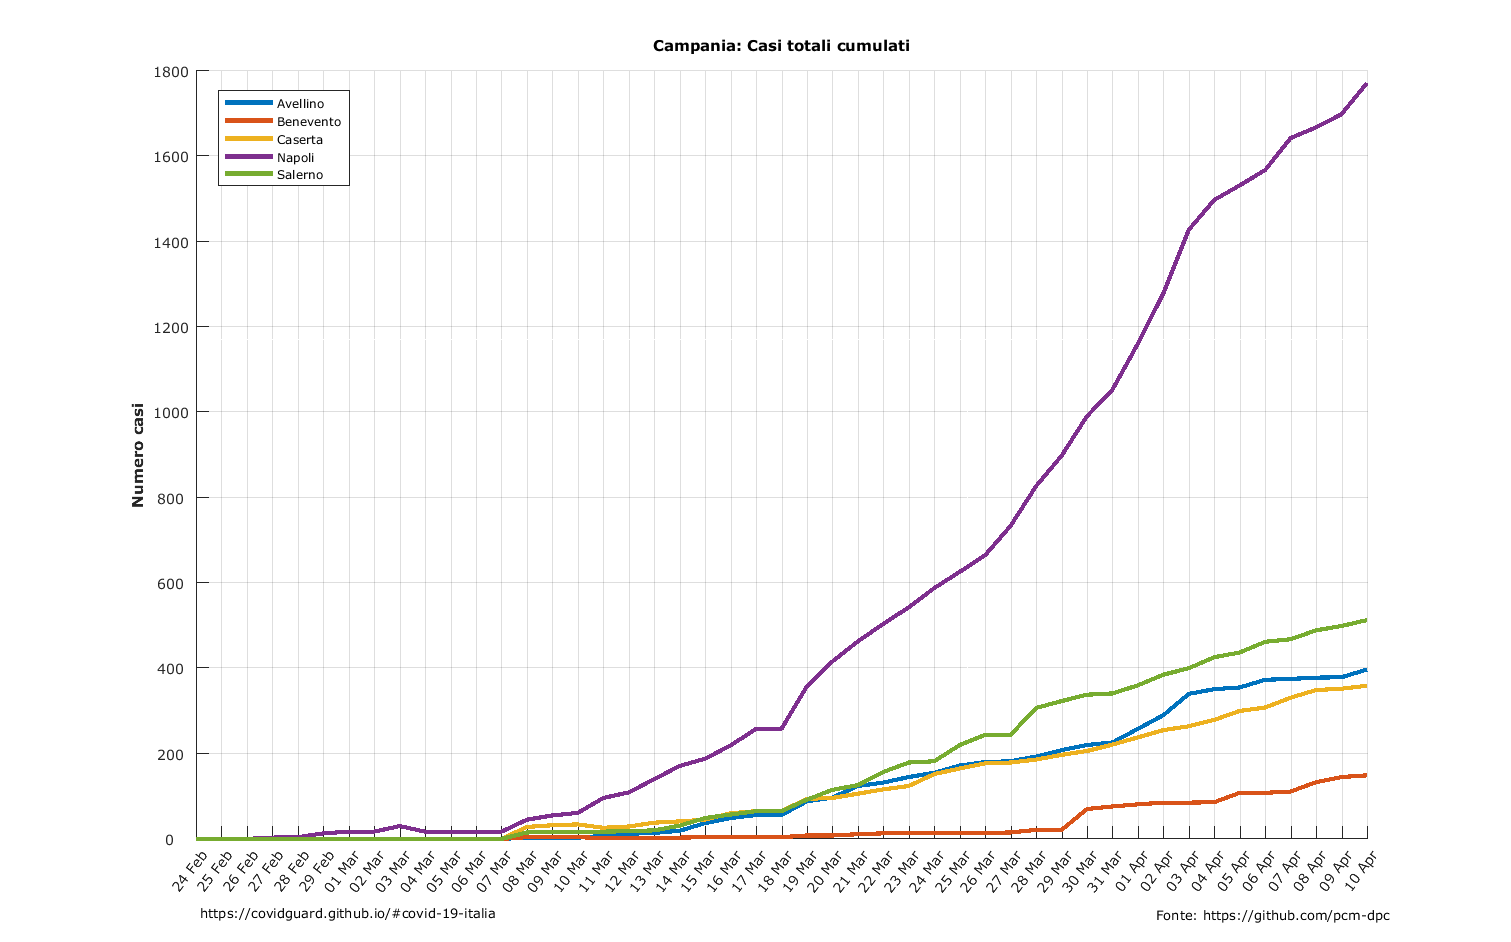 Campania: Casi totali cumulati
1800
1600
1400
1200
1000
800
600
400
200
0
Numero casi
Avellino
Benevento
Caserta
Napoli
Salerno
24 Feb
25 Feb
26 Feb
27 Feb
28 Feb
29 Feb
01 Mar
02 Mar
03 Mar
04 Mar
05 Mar
06 Mar
07 Mar
08 Mar
09 Mar
10 Mar
11 Mar
12 Mar
13 Mar
14 Mar
15 Mar
16 Mar
17 Mar
18 Mar
19 Mar
20 Mar
21 Mar
22 Mar
23 Mar
24 Mar
25 Mar
26 Mar
27 Mar
28 Mar
29 Mar
30 Mar
31 Mar
01 Apr
02 Apr
03 Apr
04 Apr
05 Apr
06 Apr
07 Apr
08 Apr
09 Apr
10 Apr
https://covidguard.github.io/#covid-19-italia
Fonte: https://github.com/pcm-dpc